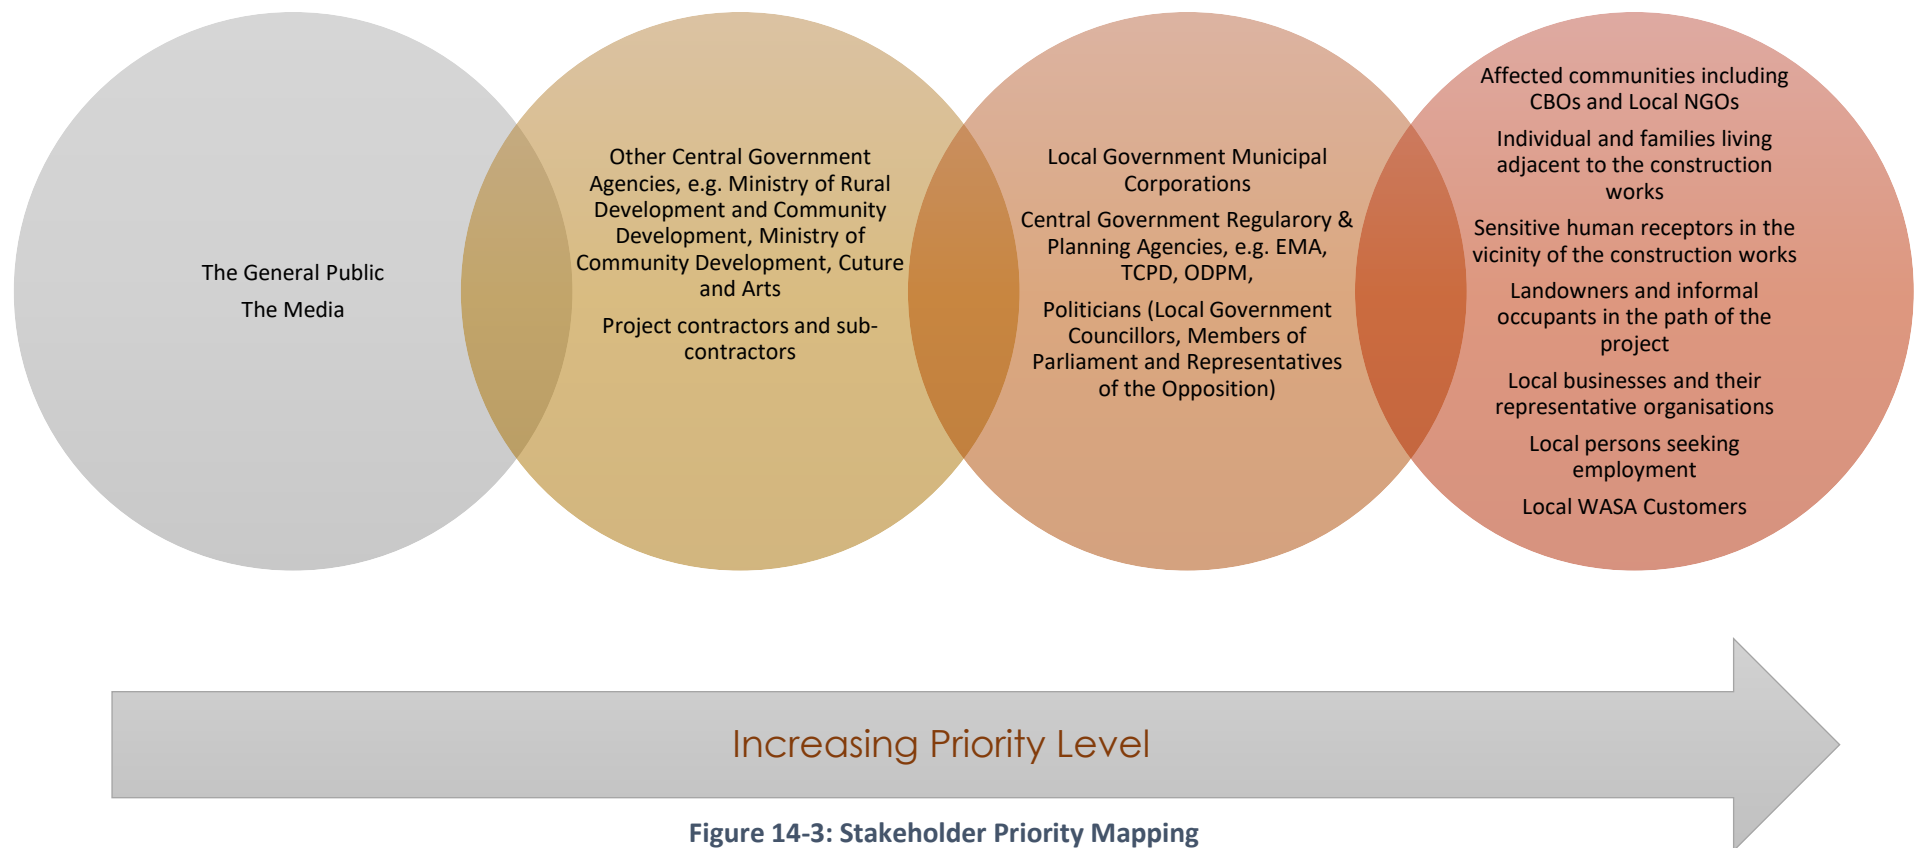 The General Public
The Media
Other Central Government
Agencies, e.g. Ministry of Rural
Development and Community
Development, Ministry of
Community Development, Cuture
and Arts
Project contractors and sub-
contractors
Local Government Municipal
Corporations
Central Government Regularory &
Planning Agencies, e.g. EMA,
TCPD, ODPM,
Politicians (Local Government
Councillors, Members of
Parliament and Representatives
of the Opposition)
Affected communities including
CBOs and Local NGOs
Individual and families living
adjacent to the construction
works
Sensitive human receptors in the
vicinity of the construction works
Landowners and informal
occupants in the path of the
project
Local businesses and their
representative organisations
Local persons seeking
employment
Local WASA Customers
Increasing Priority Level
Figure 14-3: Stakeholder Priority Mapping